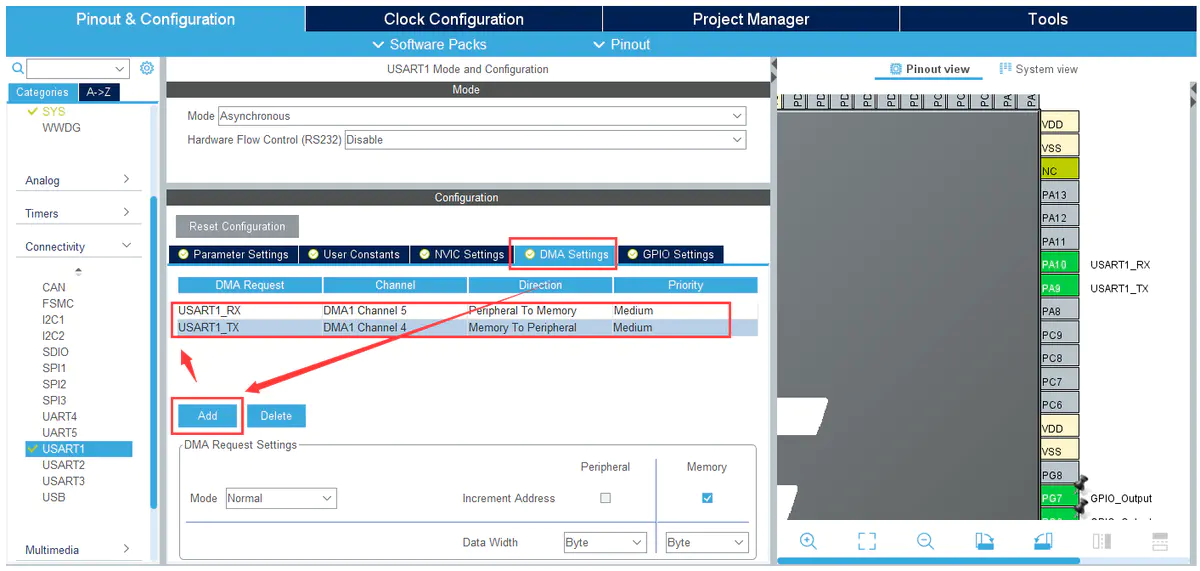 Pinout & Configuration
Clock Configuration
Project Manager
Tools
Software Packs
Pinout
Categories
A->Z
SYS
WWDG
Analog
Timers
Connectivity
CAN
FSMC
I2C1
I2C2
SDIO
SPI1
SPI2
SPI3
UART4
UART5
USART1
USART2
USART3
USB
Multimedia
USART1 Mode and Configuration
Mode
Mode Asynchronous
Hardware Flow Control (RS232) Disable
Configuration
Reset Configuration
Parameter Settings
User Constants
NVIC Settings
DMA Settings
GPIO Settings
DMA Request Channel Direction Priority
USART1_RX DMA1 Channel 5 Peripheral To Memory Medium
USART1_TX DMA1 Channel 4 Memory To Peripheral Medium
Add
Delete
DMA Request Settings
Peripheral Memory
Mode Normal Increment Address
Data Width Byte Byte
Pinout view
System view
VDD
VSS
NC
PA13
PA12
PA11
PA10 USART1_RX
PA9 USART1_TX
PA8
PC9
PC8
PC7
PC6
VDD
VSS
PG8
PG7 GPIO_Output